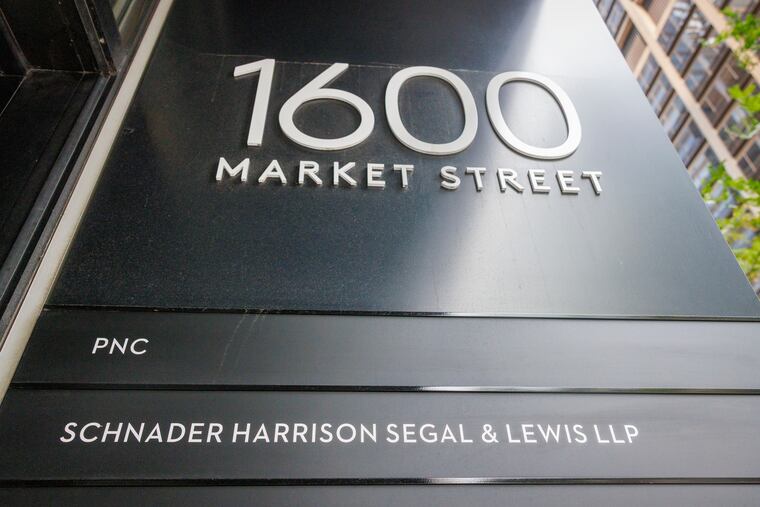 1600
MARKET STREET
PNC
SCHNADER HARRISON SEGAL & LEWIS LLP